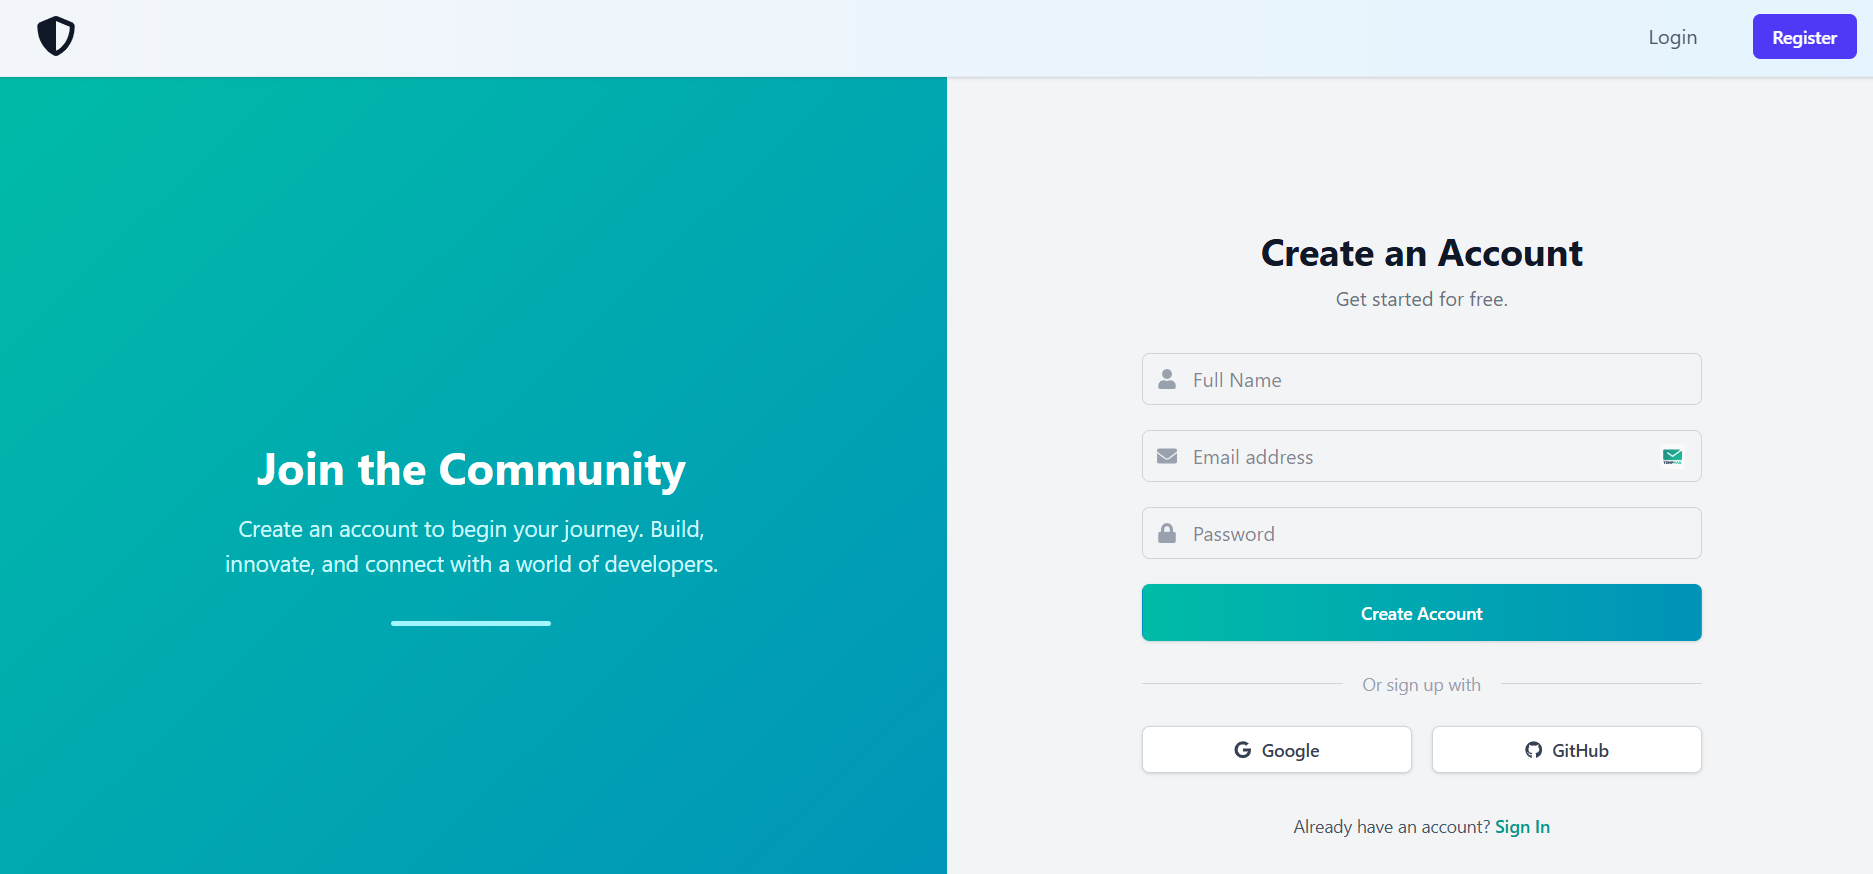 Login
Register
Join the Community
Create an account to begin your journey. Build,
innovate, and connect with a world of developers.
Create an Account
Get started for free.
Full Name
Email address
Password
Create Account
Or sign up with
Google
GitHub
Already have an account? Sign In